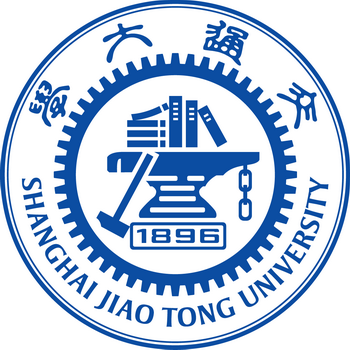 交通大學
1896
SHANGHAI JIAO TONG UNIVERSITY